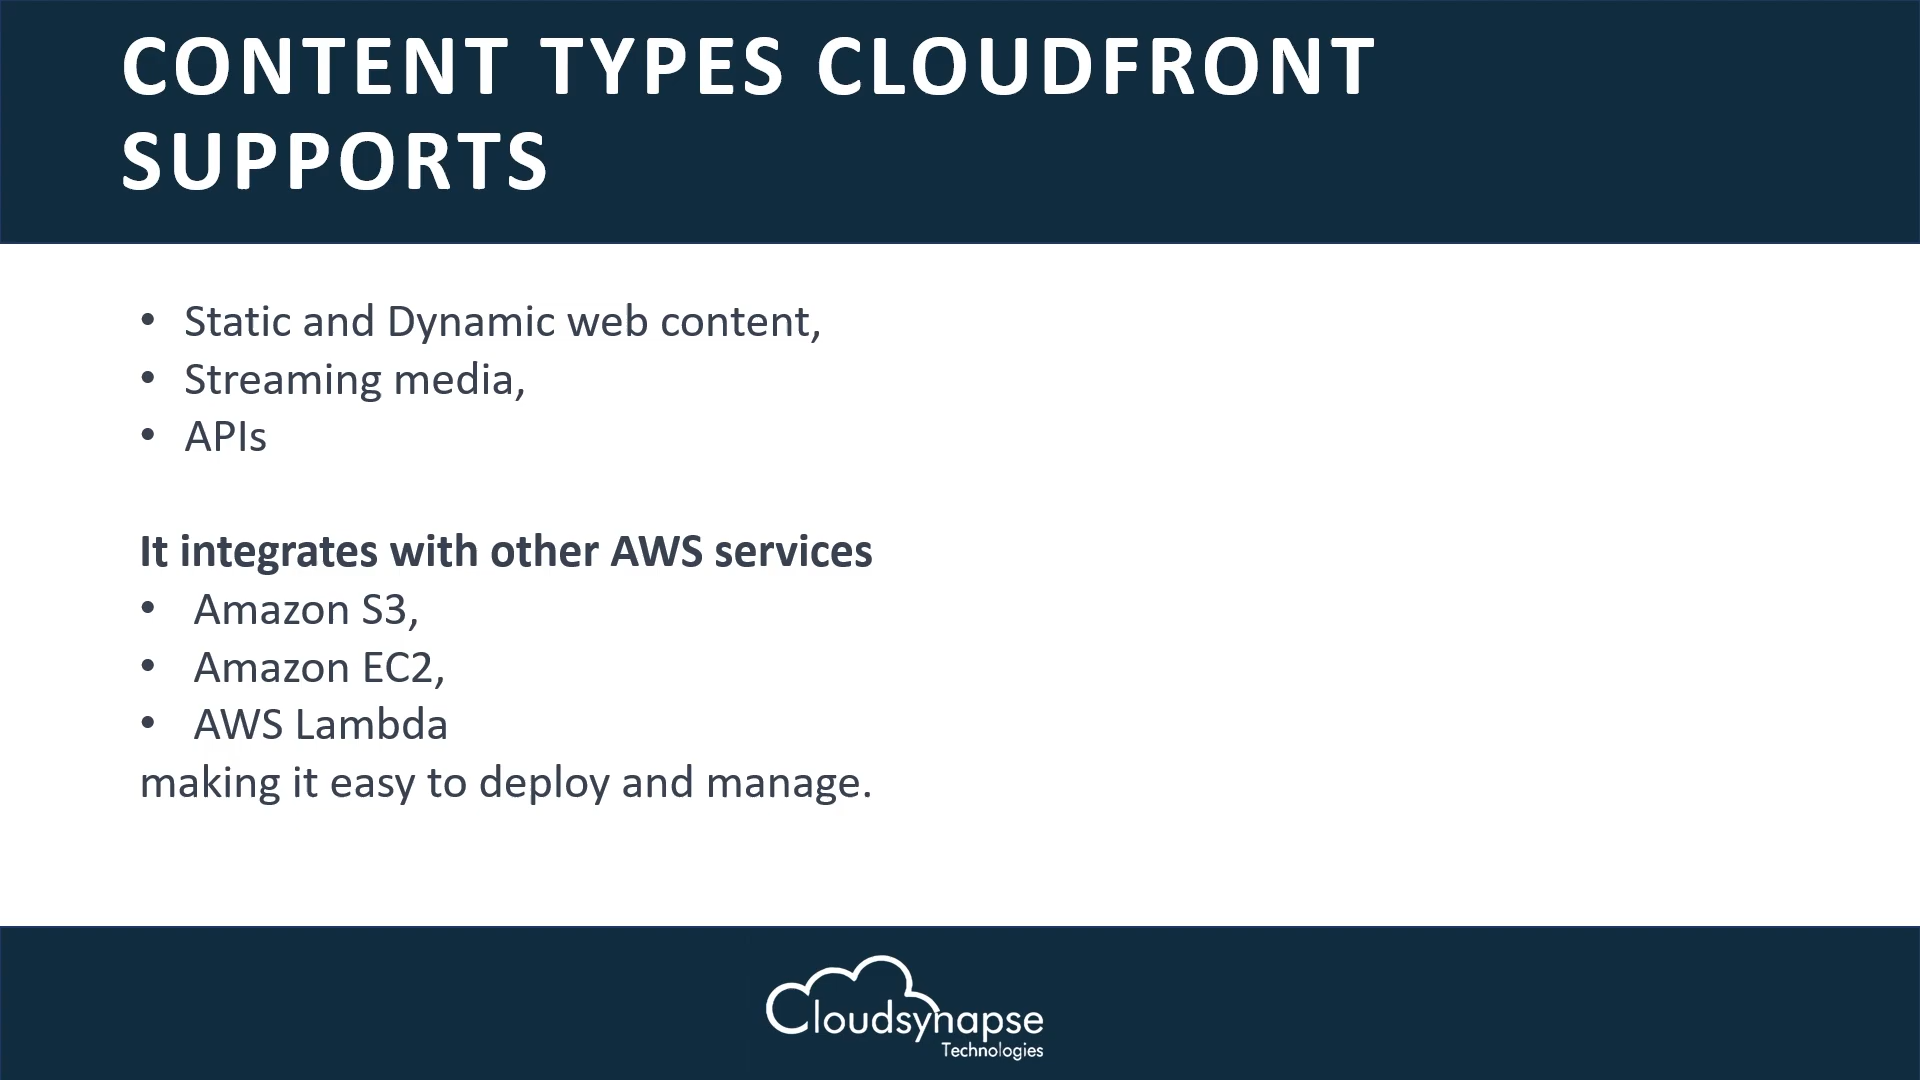 CONTENT TYPES CLOUDFRONT
SUPPORTS
• Static and Dynamic web content,
• Streaming media,
• APIs
It integrates with other AWS services
• Amazon S3,
• Amazon EC2,
• AWS Lambda
making it easy to deploy and manage.
Cloudsynapse
Technologies